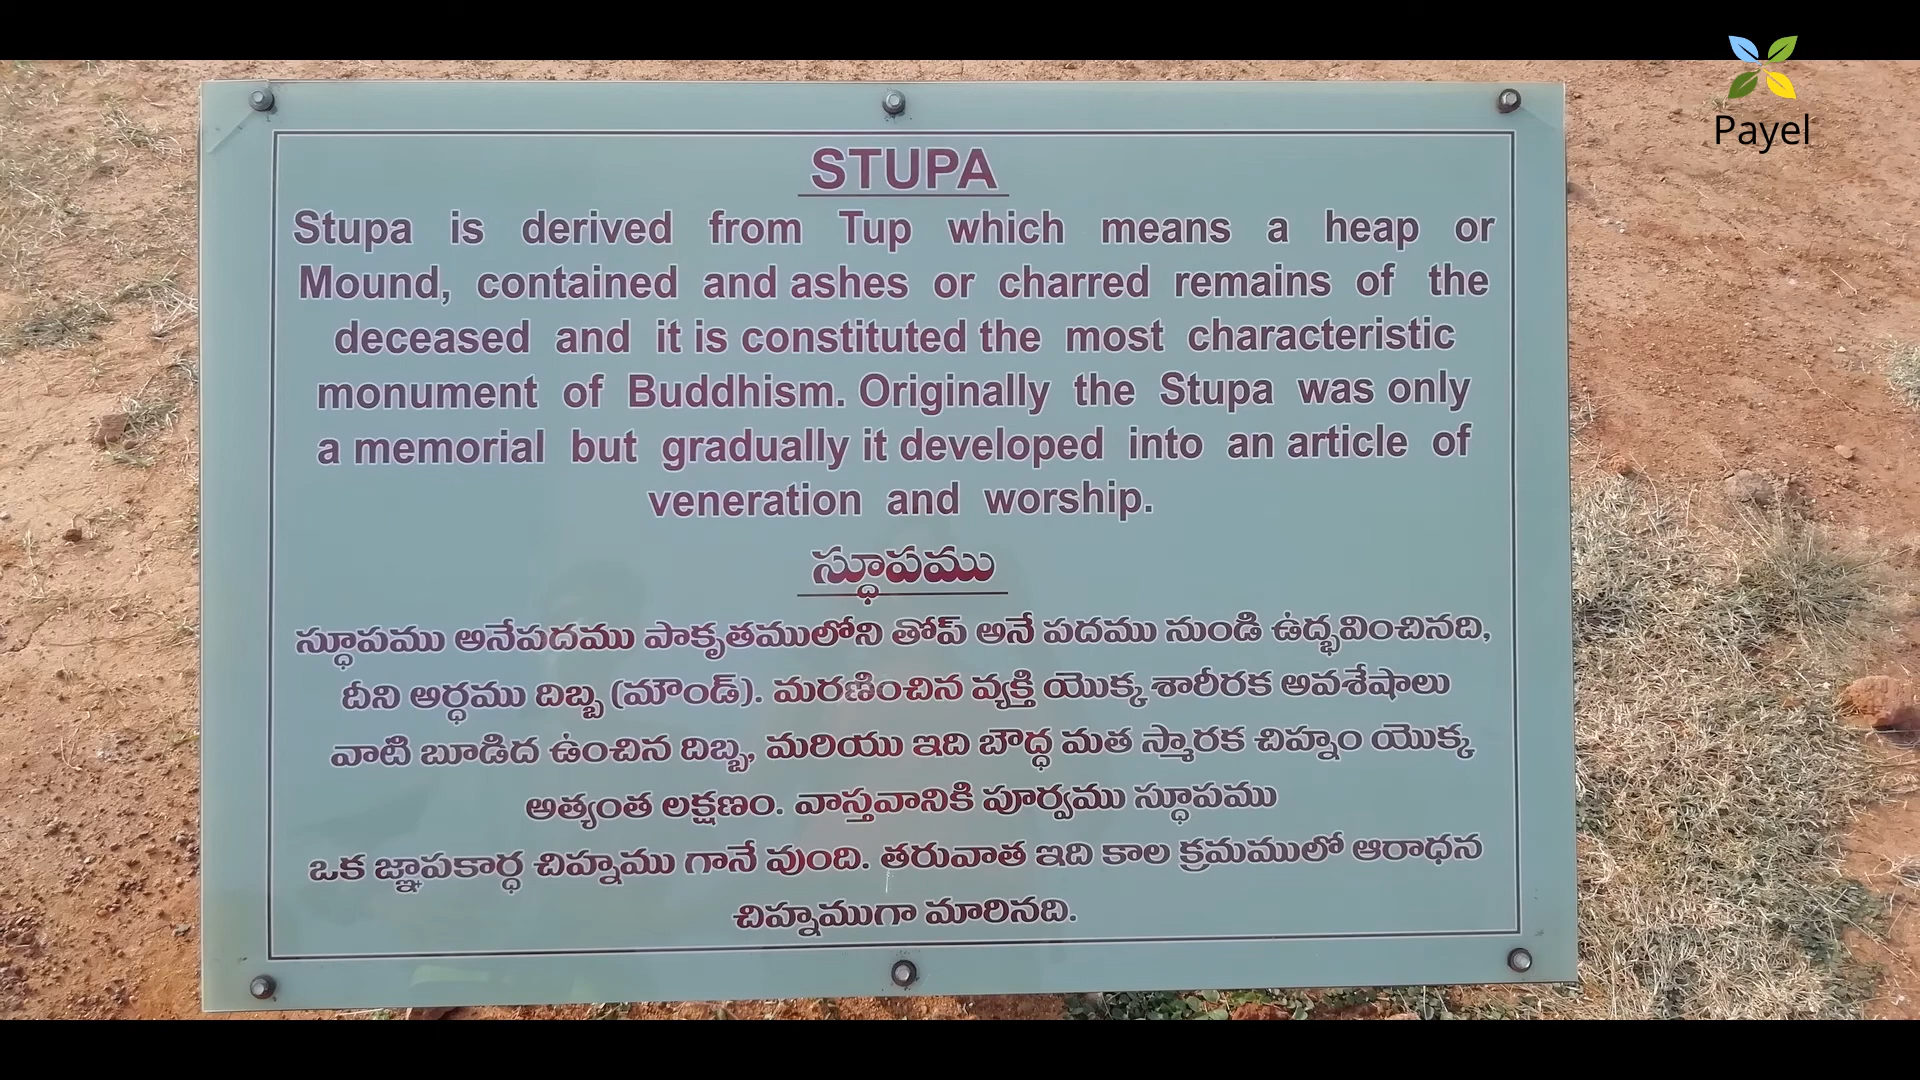 Payel
STUPA
Stupa is derived from Tup which means a heap or
Mound, contained and ashes or charred remains of the
deceased and it is constituted the most characteristic
monument of Buddhism. Originally the Stupa was only
a memorial but gradually it developed into an article of
veneration and worship.
స్థూపము
స్థూపము అనేపదము పాకృతములోని తోప్ అనే పదము నుండి ఉద్భవించినది,
దీని అర్ధము దిబ్బ (మౌండ్). మరణించిన వ్యక్తి యొక్క శారీరక అవశేషాలు
వాటి బూడిద ఉంచిన దిబ్బ, మరియు ఇది బౌద్ధ మత స్మారక చిహ్నం యొక్క
అత్యంత లక్షణం. వాస్తవానికి పూర్వము స్థూపము
ఒక జ్ఞాపకార్ధ చిహ్నము గానే వుంది. తరువాత ఇది కాల క్రమములో ఆరాధన
చిహ్నముగా మారినది.